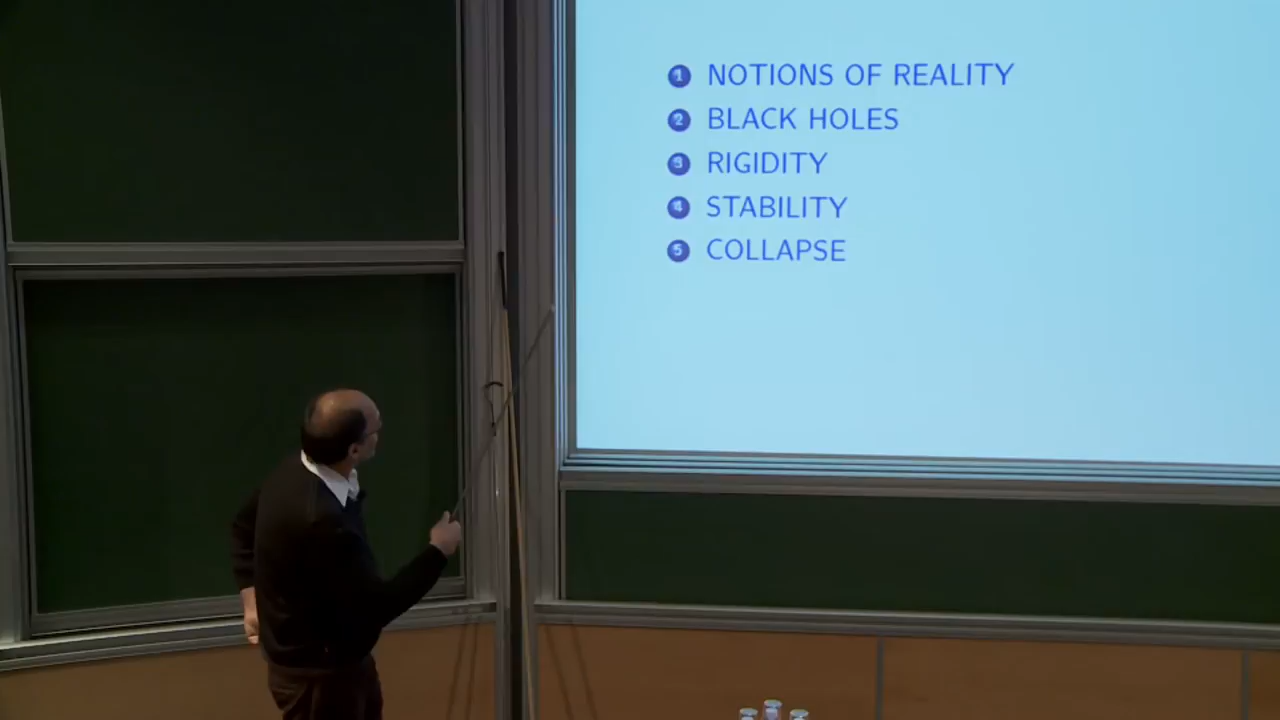 1 NOTIONS OF REALITY
2 BLACK HOLES
3 RIGIDITY
4 STABILITY
5 COLLAPSE